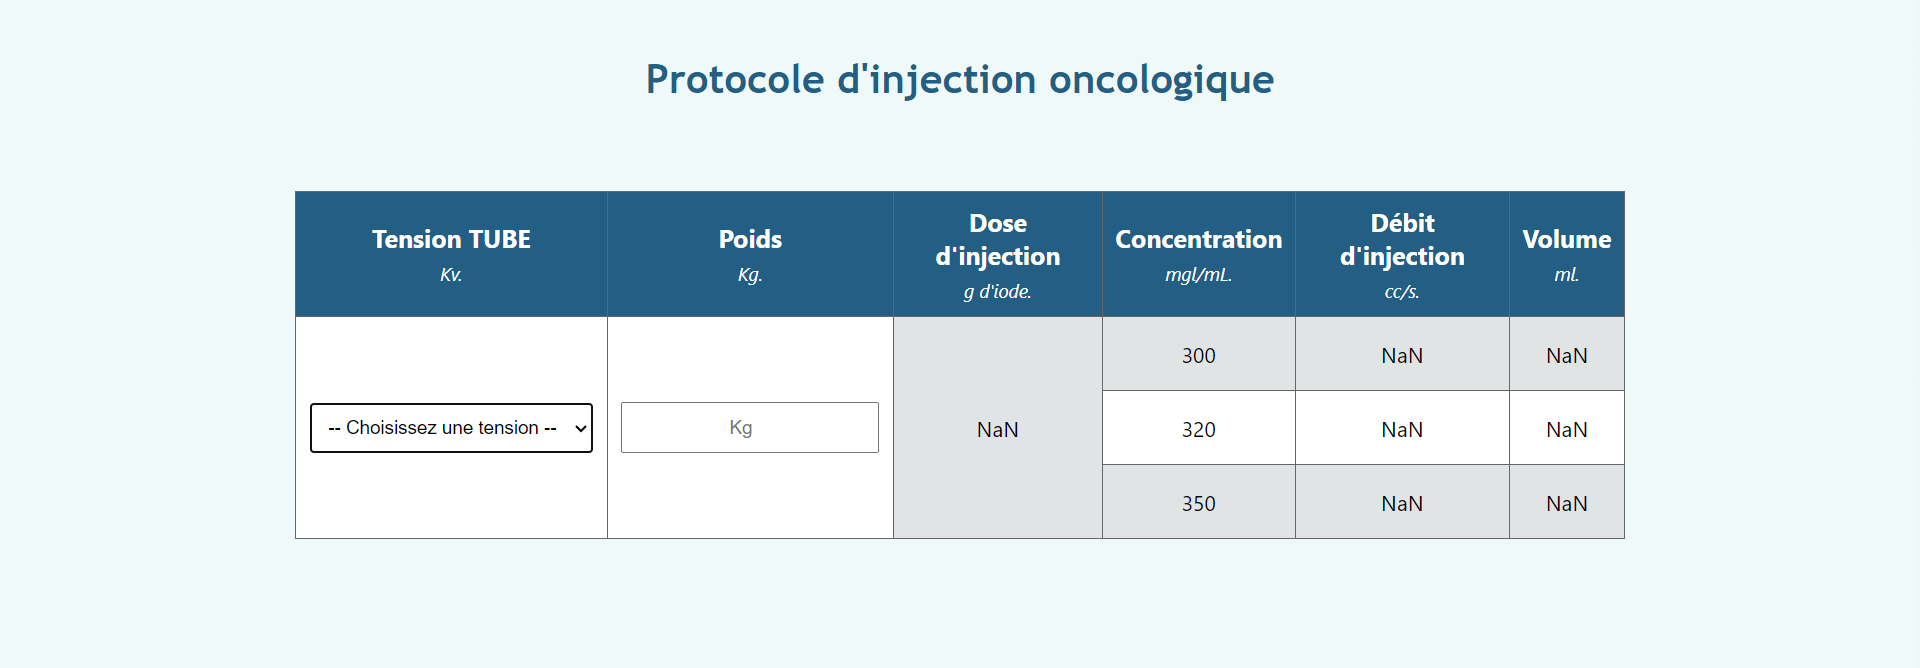 Protocole d'injection oncologique
Tension TUBE
Kv.
Poids
Kg.
Dose
d'injection
g d'iode.
Concentration
mgl/mL.
Débit
d'injection
cc/s.
Volume
ml.
-- Choisissez une tension --
Kg
NaN
300
NaN
NaN
320
NaN
NaN
350
NaN
NaN